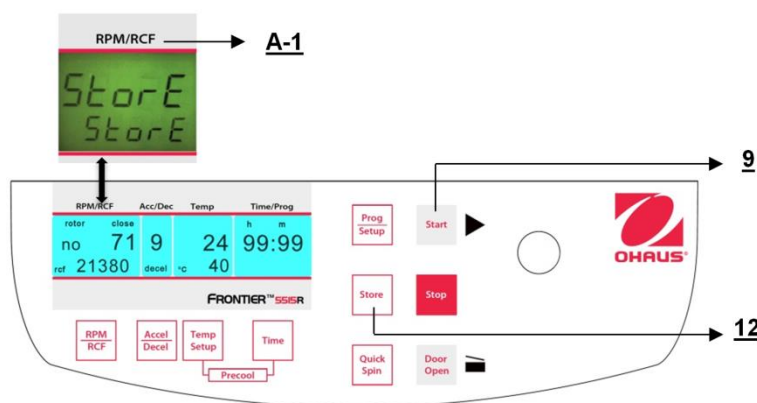 RPM/RCF
A-1
StorE
StorE
9
RPM/RCF Acc/Dec Temp Time/Prog
rotor close h m
no 71 9 24 99:99
rcf 21380 decel °C 40
FRONTIER™ 5515R
Prog
Setup
Start
OHAUS®
Store
Stop
12
RPM
RCF
Accel
Decel
Temp
Setup
Time
Precool
Quick
Spin
Door
Open